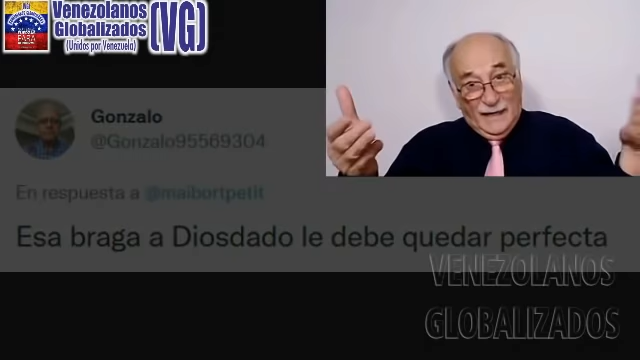 Venezolanos
Globalizados
(Unidos por Venezuela)
(VG)
Gonzalo
@Gonzalo95569304
En respuesta a @maibortpetit
Esa braga a Diosdado le debe quedar perfecta
VENEZOLANOS
GLOBALIZADOS